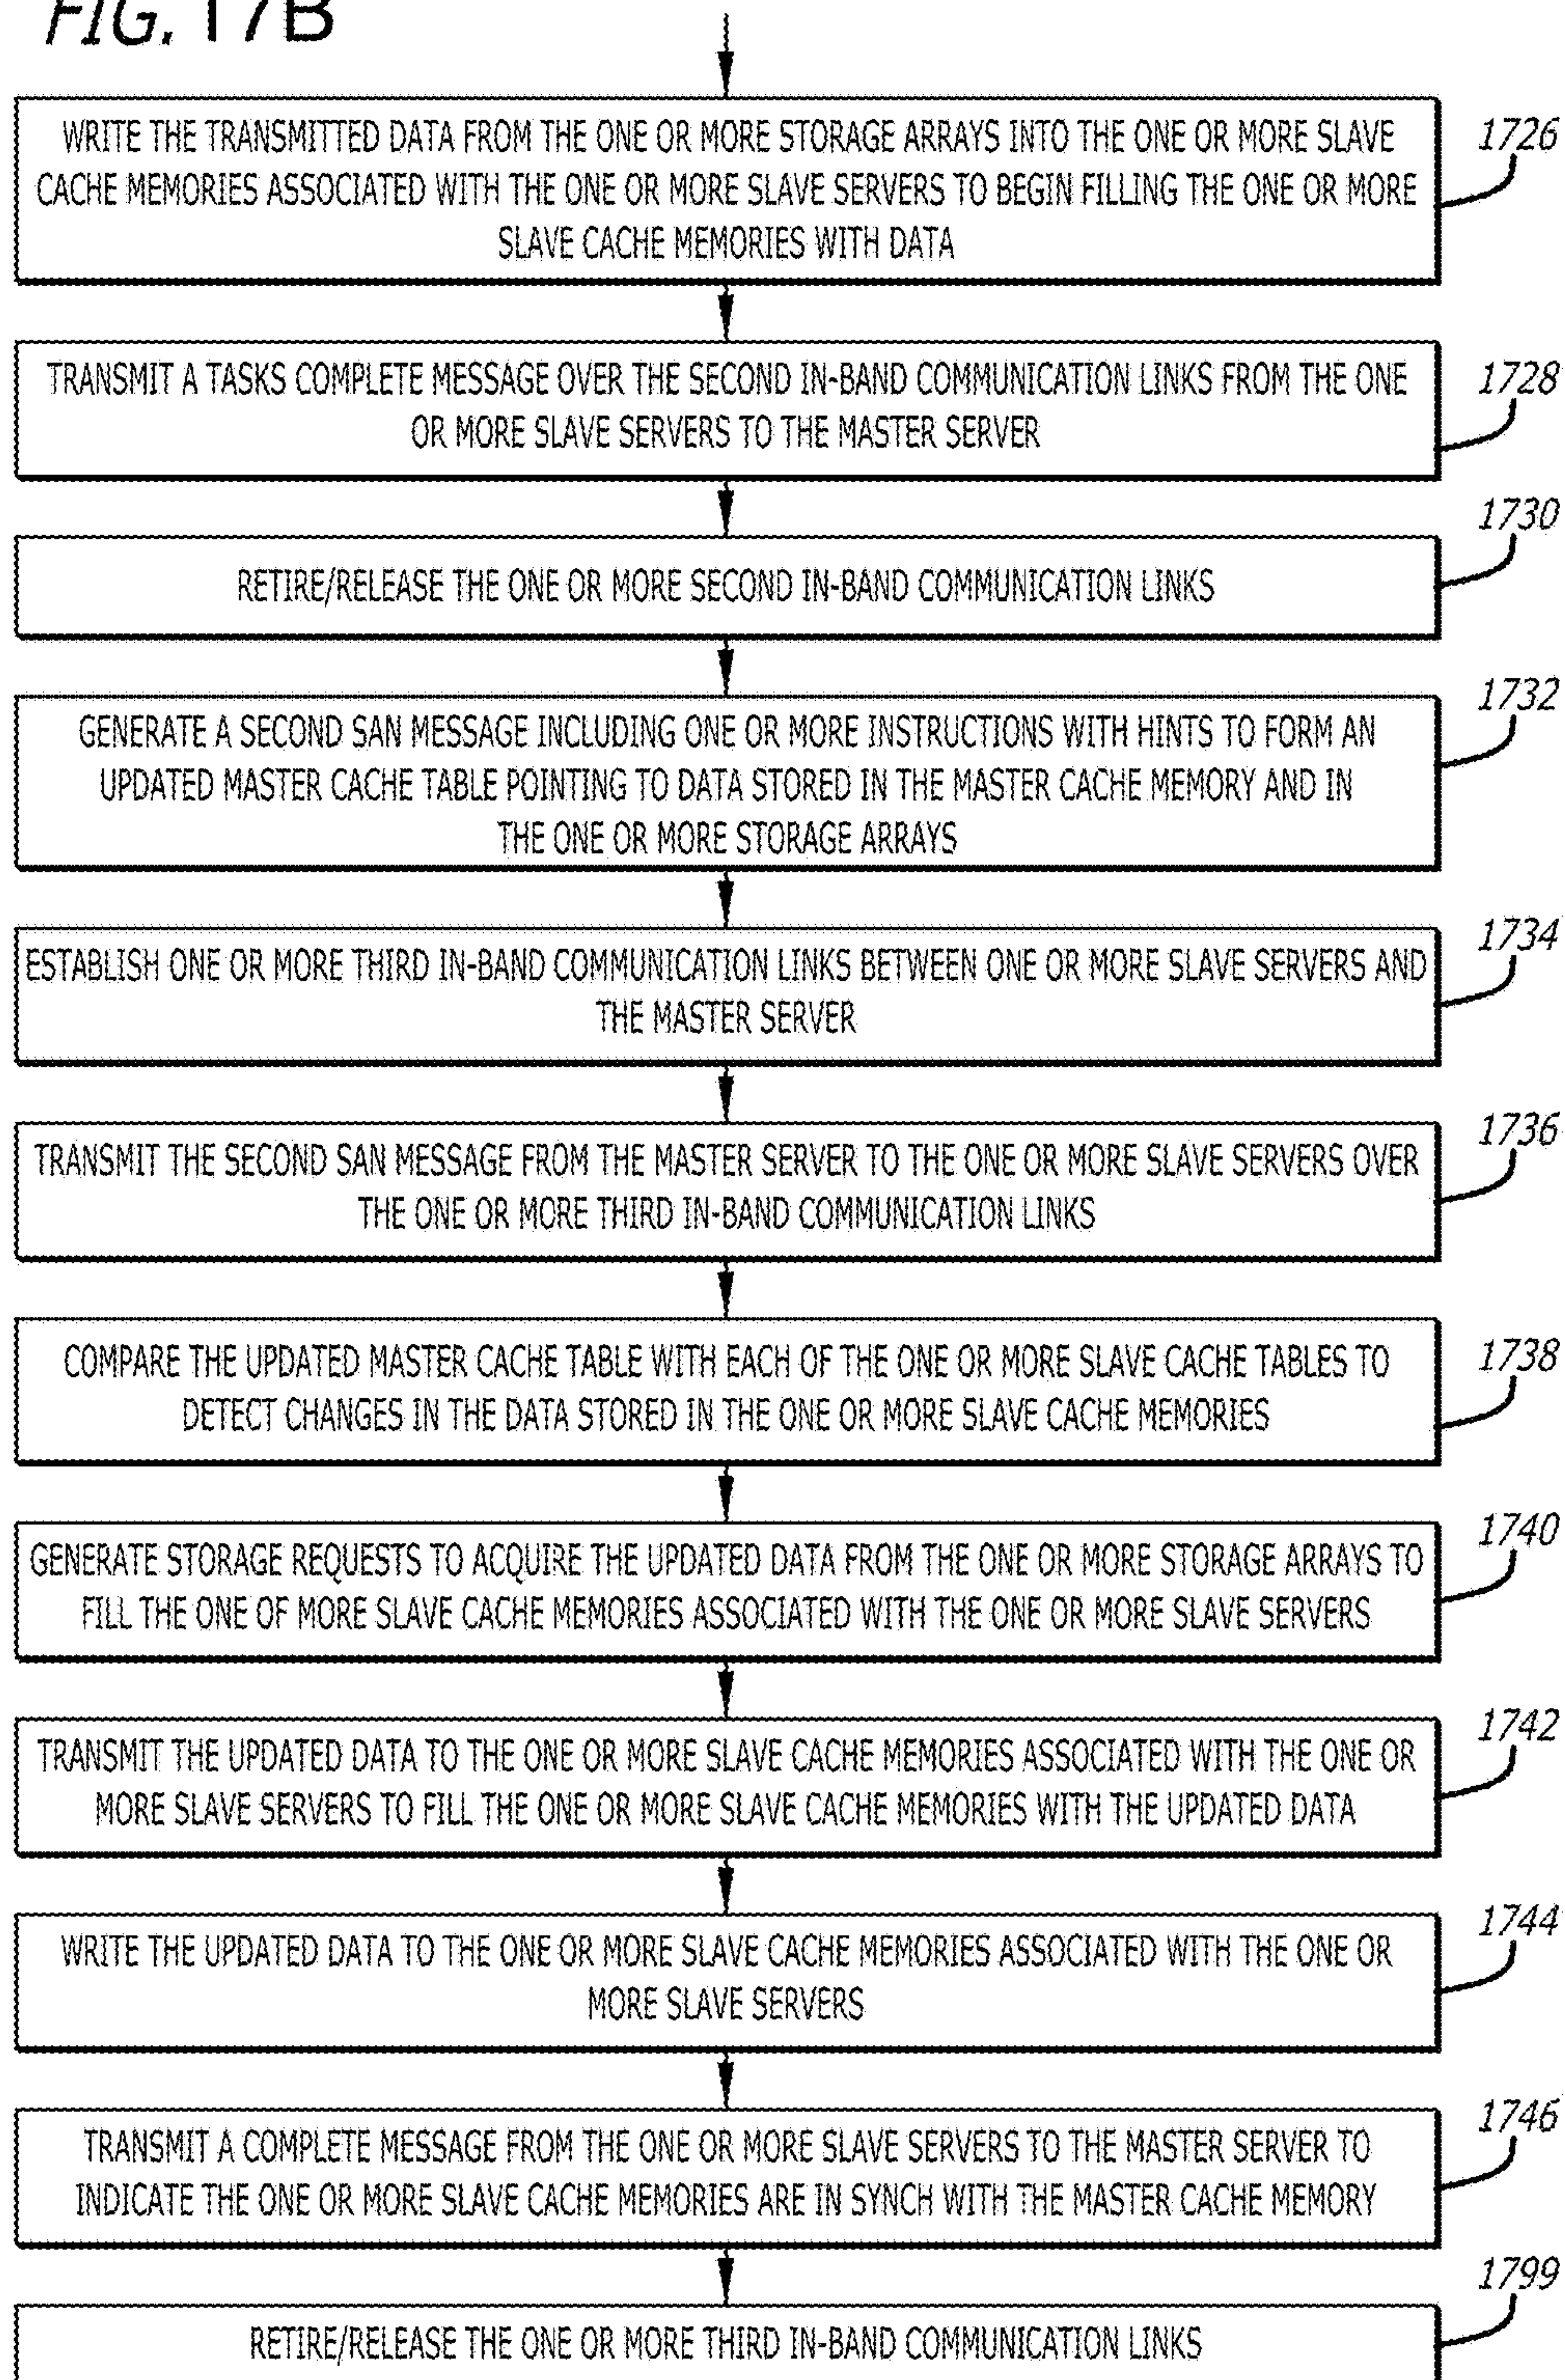 FIG. 17B
WRITE THE TRANSMITTED DATA FROM THE ONE OR MORE STORAGE ARRAYS INTO THE ONE OR MORE SLAVE
CACHE MEMORIES ASSOCIATED WITH THE ONE OR MORE SLAVE SERVERS TO BEGIN FILLING THE ONE OR MORE
SLAVE CACHE MEMORIES WITH DATA
1726
TRANSMIT A TASKS COMPLETE MESSAGE OVER THE SECOND IN-BAND COMMUNICATION LINKS FROM THE ONE
OR MORE SLAVE SERVERS TO THE MASTER SERVER
1728
RETIRE/RELEASE THE ONE OR MORE SECOND IN-BAND COMMUNICATION LINKS
1730
GENERATE A SECOND SAN MESSAGE INCLUDING ONE OR MORE INSTRUCTIONS WITH HINTS TO FORM AN
UPDATED MASTER CACHE TABLE POINTING TO DATA STORED IN THE MASTER CACHE MEMORY AND IN
THE ONE OR MORE STORAGE ARRAYS
1732
ESTABLISH ONE OR MORE THIRD IN-BAND COMMUNICATION LINKS BETWEEN ONE OR MORE SLAVE SERVERS AND
THE MASTER SERVER
1734
TRANSMIT THE SECOND SAN MESSAGE FROM THE MASTER SERVER TO THE ONE OR MORE SLAVE SERVERS OVER
THE ONE OR MORE THIRD IN-BAND COMMUNICATION LINKS
1736
COMPARE THE UPDATED MASTER CACHE TABLE WITH EACH OF THE ONE OR MORE SLAVE CACHE TABLES TO
DETECT CHANGES IN THE DATA STORED IN THE ONE OR MORE SLAVE CACHE MEMORIES
1738
GENERATE STORAGE REQUESTS TO ACQUIRE THE UPDATED DATA FROM THE ONE OR MORE STORAGE ARRAYS TO
FILL THE ONE OF MORE SLAVE CACHE MEMORIES ASSOCIATED WITH THE ONE OR MORE SLAVE SERVERS
1740
TRANSMIT THE UPDATED DATA TO THE ONE OR MORE SLAVE CACHE MEMORIES ASSOCIATED WITH THE ONE OR
MORE SLAVE SERVERS TO FILL THE ONE OR MORE SLAVE CACHE MEMORIES WITH THE UPDATED DATA
1742
WRITE THE UPDATED DATA TO THE ONE OR MORE SLAVE CACHE MEMORIES ASSOCIATED WITH THE ONE OR
MORE SLAVE SERVERS
1744
TRANSMIT A COMPLETE MESSAGE FROM THE ONE OR MORE SLAVE SERVERS TO THE MASTER SERVER TO
INDICATE THE ONE OR MORE SLAVE CACHE MEMORIES ARE IN SYNCH WITH THE MASTER CACHE MEMORY
1746
RETIRE/RELEASE THE ONE OR MORE THIRD IN-BAND COMMUNICATION LINKS
1799